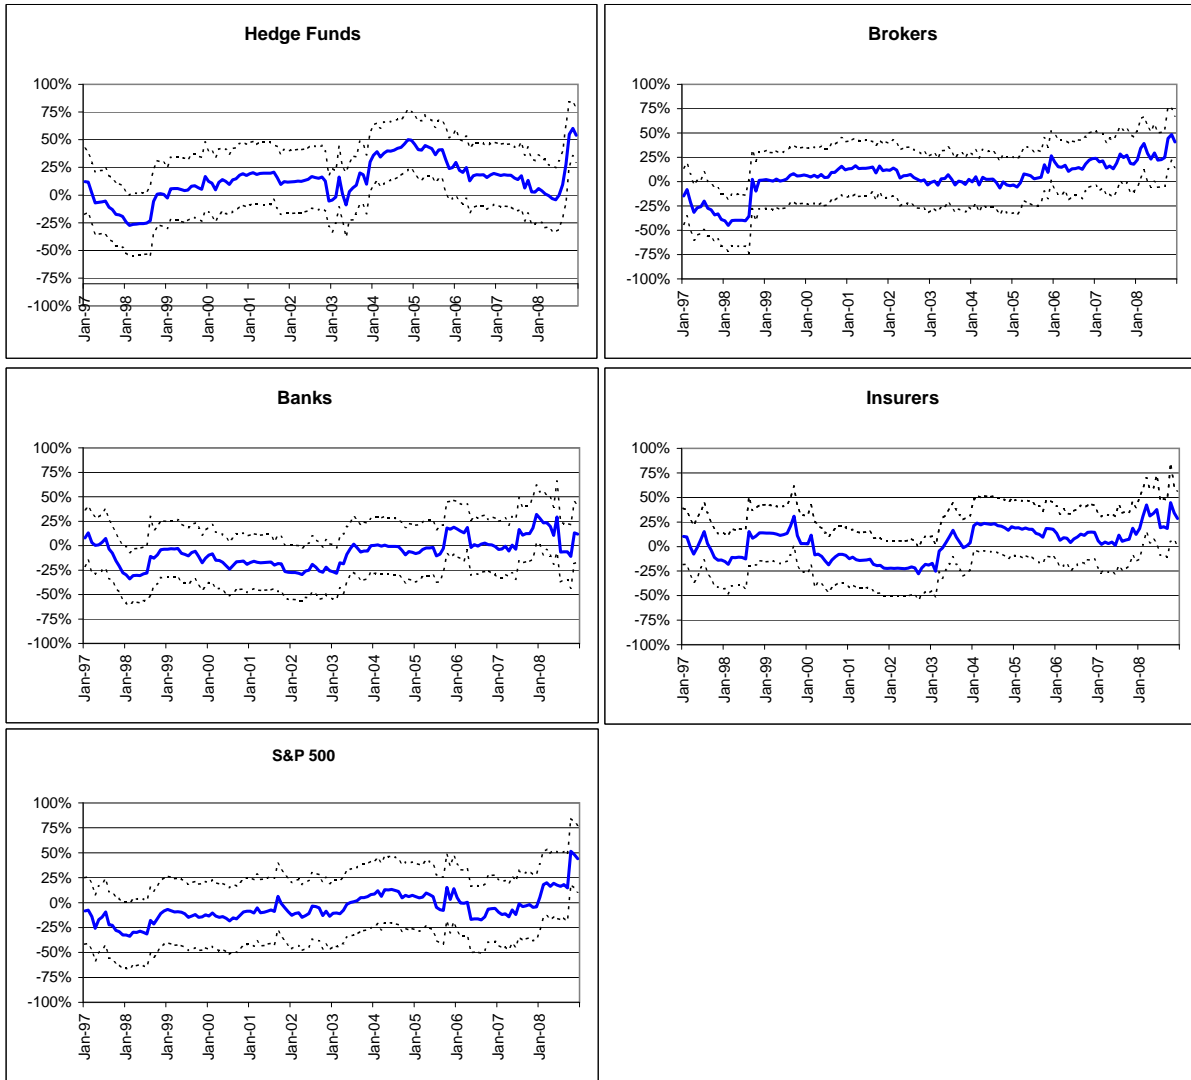 Hedge Funds
100%
75%
50%
25%
0%
-25%
-50%
-75%
-100%
Jan-97
Jan-98
Jan-99
Jan-00
Jan-01
Jan-02
Jan-03
Jan-04
Jan-05
Jan-06
Jan-07
Jan-08
Brokers
100%
75%
50%
25%
0%
-25%
-50%
-75%
-100%
Jan-97
Jan-98
Jan-99
Jan-00
Jan-01
Jan-02
Jan-03
Jan-04
Jan-05
Jan-06
Jan-07
Jan-08
Banks
100%
75%
50%
25%
0%
-25%
-50%
-75%
-100%
Jan-97
Jan-98
Jan-99
Jan-00
Jan-01
Jan-02
Jan-03
Jan-04
Jan-05
Jan-06
Jan-07
Jan-08
Insurers
100%
75%
50%
25%
0%
-25%
-50%
-75%
-100%
Jan-97
Jan-98
Jan-99
Jan-00
Jan-01
Jan-02
Jan-03
Jan-04
Jan-05
Jan-06
Jan-07
Jan-08
S&P 500
100%
75%
50%
25%
0%
-25%
-50%
-75%
-100%
Jan-97
Jan-98
Jan-99
Jan-00
Jan-01
Jan-02
Jan-03
Jan-04
Jan-05
Jan-06
Jan-07
Jan-08